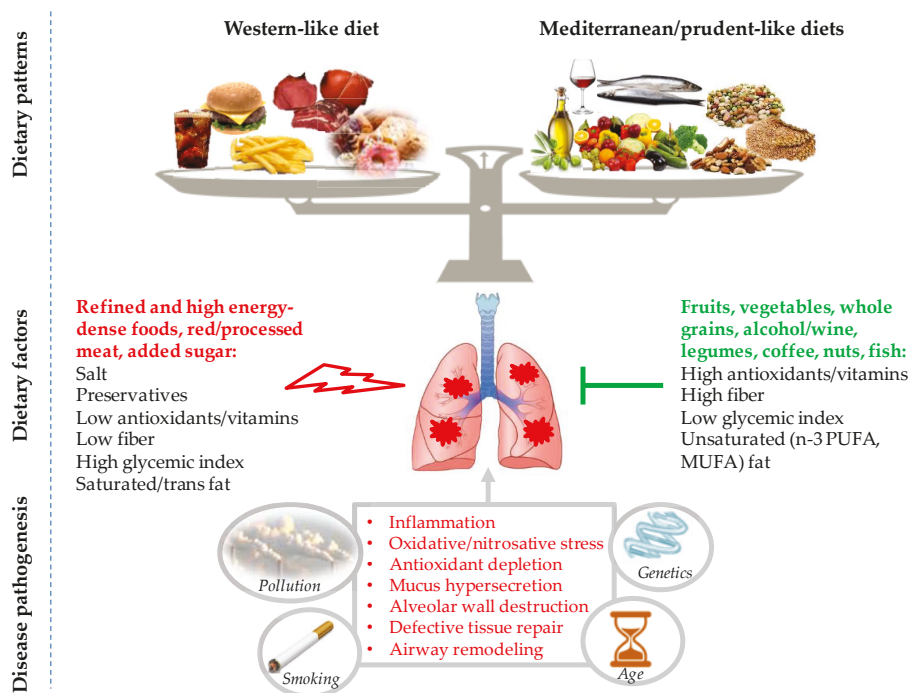 Western-like diet
Mediterranean/prudent-like diets
Dietary patterns
Dietary factors
Refined and high energy-
dense foods, red/processed
meat, added sugar:
Salt
Preservatives
Low antioxidants/vitamins
Low fiber
High glycemic index
Saturated/trans fat
Fruits, vegetables, whole
grains, alcohol/wine,
legumes, coffee, nuts, fish:
High antioxidants/vitamins
High fiber
Low glycemic index
Unsaturated (n-3 PUFA,
MUFA) fat
Disease pathogenesis
Pollution
Smoking
• Inflammation
• Oxidative/nitrosative stress
• Antioxidant depletion
• Mucus hypersecretion
• Alveolar wall destruction
• Defective tissue repair
• Airway remodeling
Genetics
Age